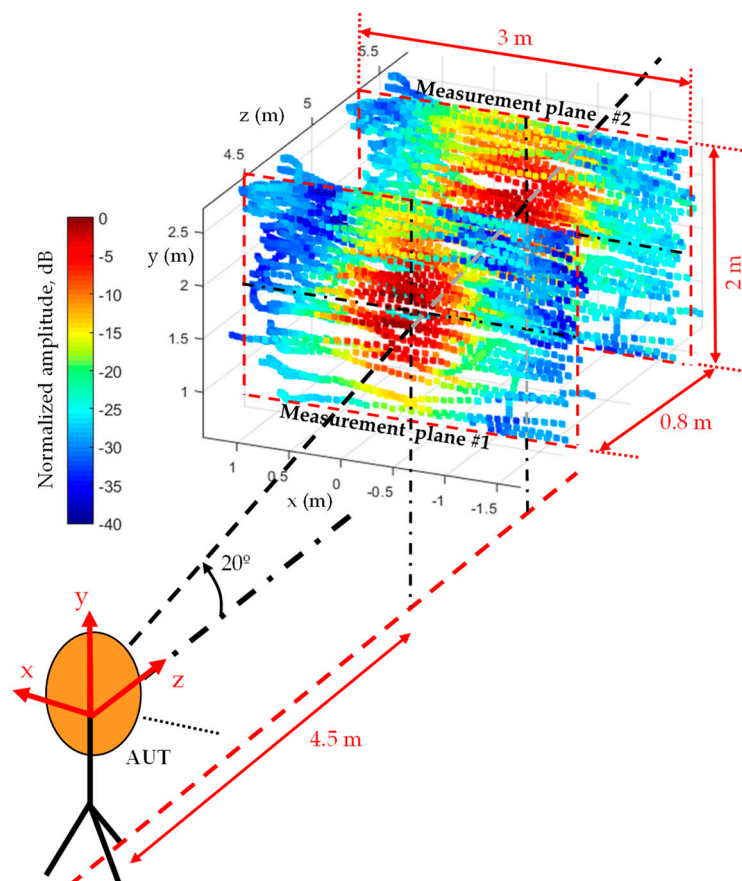 3 m
5.5
Measurement plane #2
z (m)
5
4.5
0
-5
-10
-15
-20
-25
-30
-35
-40
Normalized amplitude, dB
2.5
y (m)
2
1.5
1
2 m
0.8 m
Measurement plane #1
1
0.5
0
-0.5
-1
-1.5
x (m)
20º
y
x
z
AUT
4.5 m